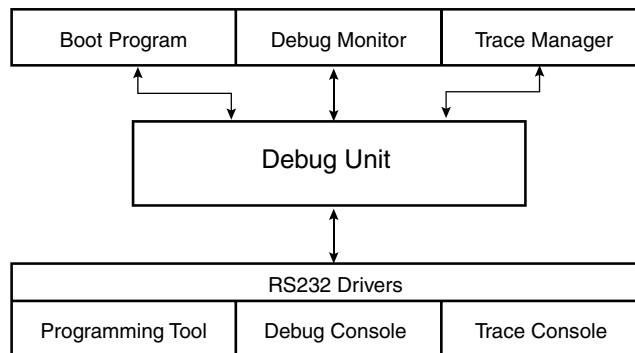 Boot Program Debug Monitor Trace Manager
Debug Unit
RS232 Drivers
Programming Tool Debug Console Trace Console